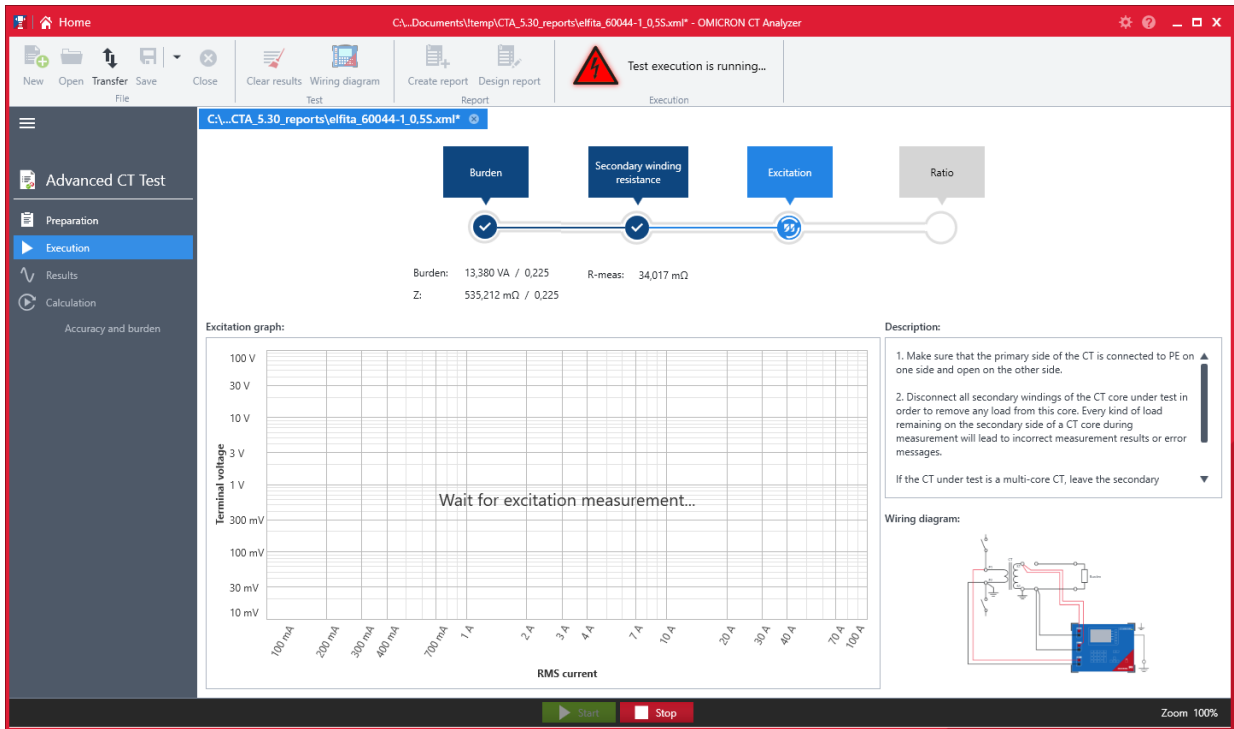 Home
C:\...Documents\!temp\CTA_5.30_reports\elfita_60044-1_0,5S.xml* - OMICRON CT Analyzer
New Open Transfer Save Close
File
Clear results Wiring diagram
Test
Create report Design report
Report
Test execution is running...
Execution
C:\...CTA_5.30_reports\elfita_60044-1_0,5S.xml*
Advanced CT Test
Preparation
Execution
Results
Calculation
Accuracy and burden
Burden
Secondary winding
resistance
Excitation
Ratio
Burden: 13,380 VA / 0,225
Z: 535,212 mΩ / 0,225
R-meas: 34,017 mΩ
Excitation graph:
100 V
30 V
10 V
3 V
1 V
300 mV
100 mV
30 mV
10 mV
Terminal voltage
Wait for excitation measurement...
100 mA 200 mA 300 mA 400 mA 700 mA 1 A 2 A 3 A 4 A 7 A 10 A 20 A 30 A 40 A 70 A 100 A
RMS current
Description:
1. Make sure that the primary side of the CT is connected to PE on
one side and open on the other side.
2. Disconnect all secondary windings of the CT core under test in
order to remove any load from this core. Every kind of load
remaining on the secondary side of a CT core during
measurement will lead to incorrect measurement results or error
messages.
If the CT under test is a multi-core CT, leave the secondary
Wiring diagram:
Start
Stop
Zoom 100%